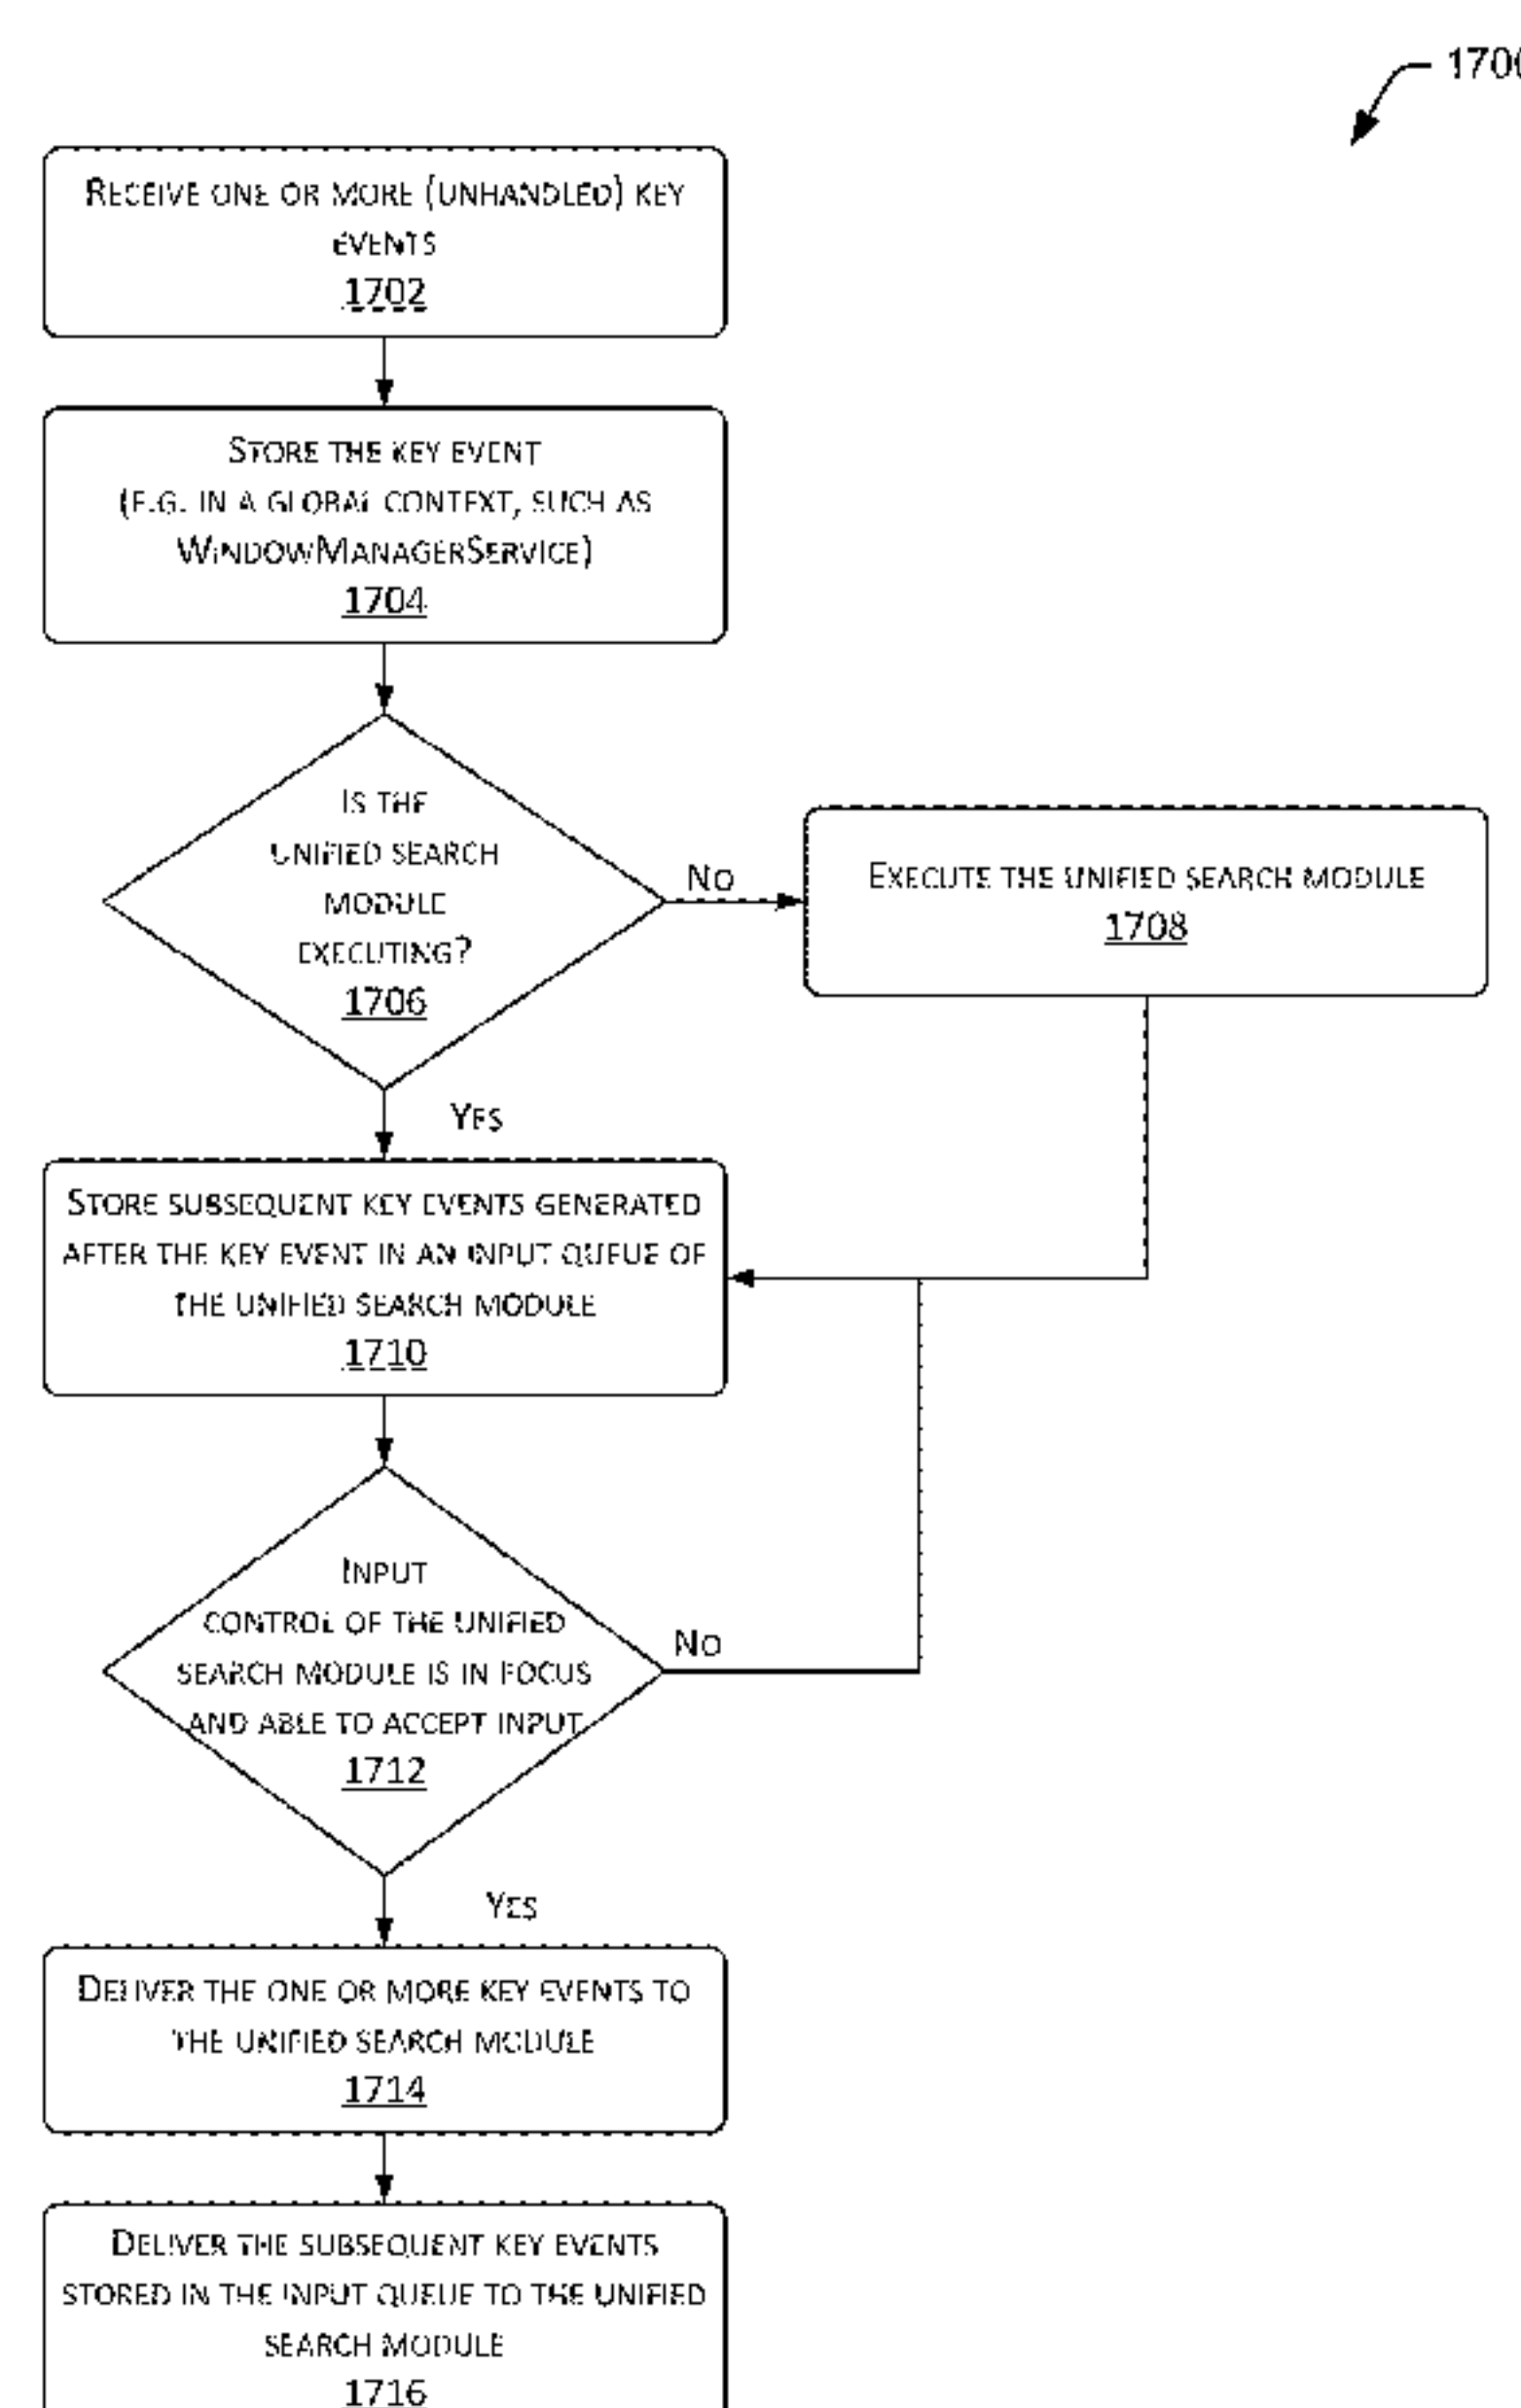 1700
RECEIVE ONE OR MORE (UNHANDLED) KEY
EVENTS
1702
STORE THE KEY EVENT
(E.G. IN A GLOBAL CONTEXT, SUCH AS
WINDOWMANAGERSERVICE)
1704
IS THE
UNIFIED SEARCH
MODULE
EXECUTING?
1706
NO
EXECUTE THE UNIFIED SEARCH MODULE
1708
YES
STORE SUBSEQUENT KEY EVENTS GENERATED
AFTER THE KEY EVENT IN AN INPUT QUEUE OF
THE UNIFIED SEARCH MODULE
1710
INPUT
CONTROL OF THE UNIFIED
SEARCH MODULE IS IN FOCUS
AND ABLE TO ACCEPT INPUT
1712
NO
YES
DELIVER THE ONE OR MORE KEY EVENTS TO
THE UNIFIED SEARCH MODULE
1714
DELIVER THE SUBSEQUENT KEY EVENTS
STORED IN THE INPUT QUEUE TO THE UNIFIED
SEARCH MODULE
1716